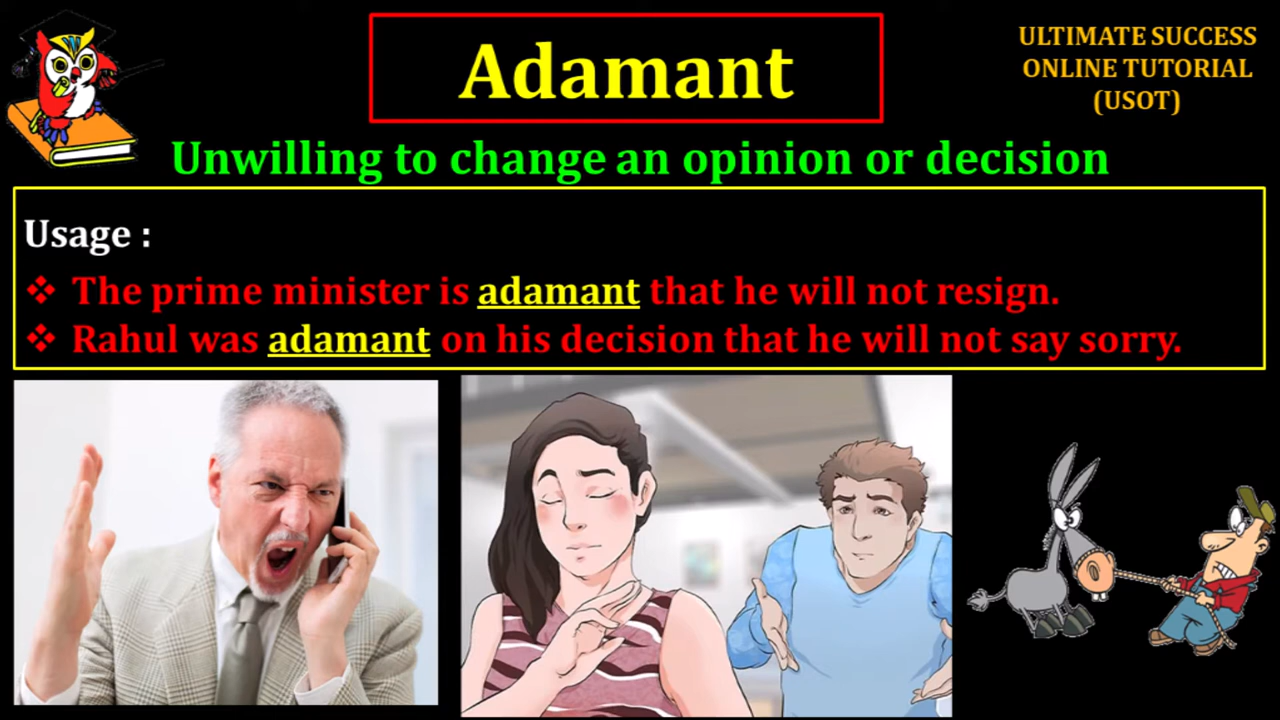 Adamant
ULTIMATE SUCCESS
ONLINE TUTORIAL
(USOT)
Unwilling to change an opinion or decision
Usage :
❖ The prime minister is adamant that he will not resign.
❖ Rahul was adamant on his decision that he will not say sorry.